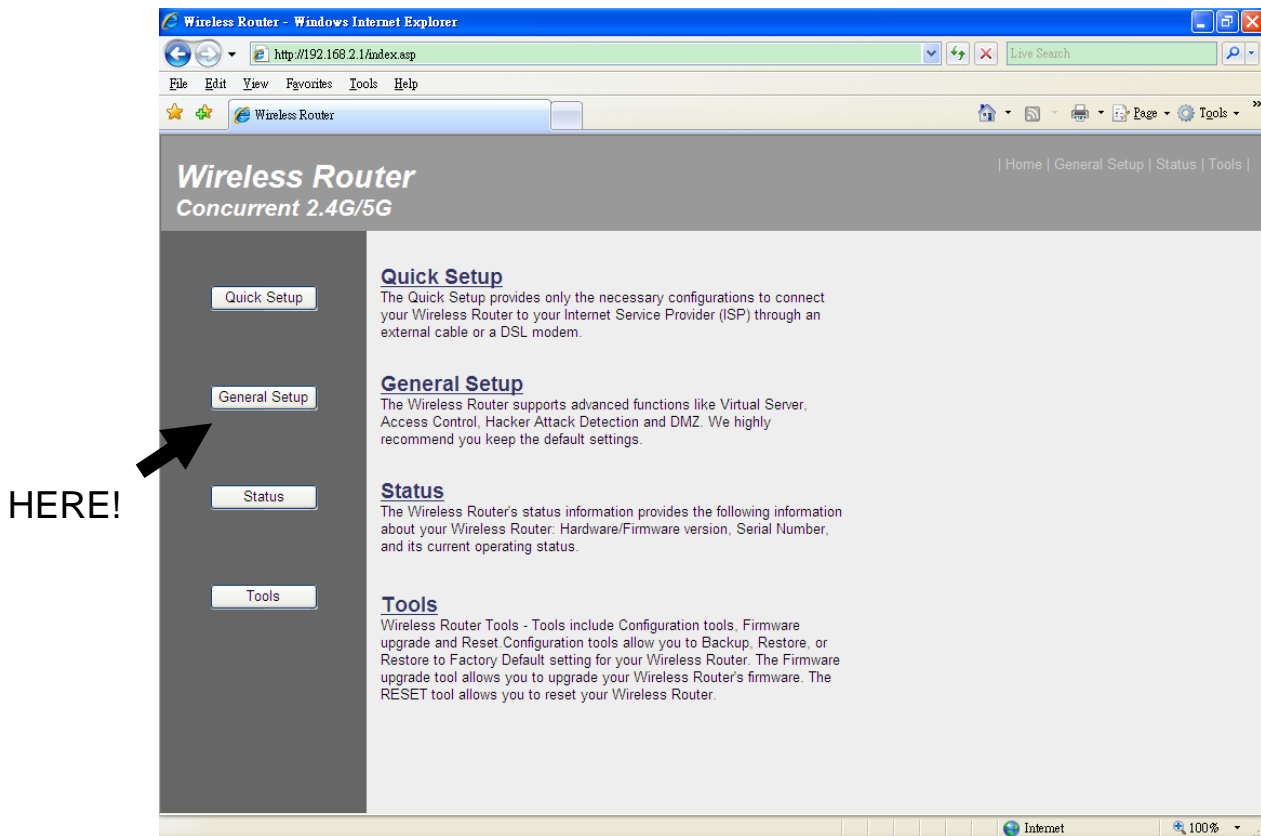 Wireless Router - Windows Internet Explorer
http://192.168.2.1/index.asp
Live Search
File Edit View Favorites Tools Help
Wireless Router
Page
Tools
»
Wireless Router
Concurrent 2.4G/5G
| Home | General Setup | Status | Tools |
Quick Setup
Quick Setup
The Quick Setup provides only the necessary configurations to connect
your Wireless Router to your Internet Service Provider (ISP) through an
external cable or a DSL modem.
General Setup
General Setup
The Wireless Router supports advanced functions like Virtual Server,
Access Control, Hacker Attack Detection and DMZ. We highly
recommend you keep the default settings.
HERE!
Status
Status
The Wireless Router's status information provides the following information
about your Wireless Router: Hardware/Firmware version, Serial Number,
and its current operating status.
Tools
Tools
Wireless Router Tools - Tools include Configuration tools, Firmware
upgrade and Reset.Configuration tools allow you to Backup, Restore, or
Restore to Factory Default setting for your Wireless Router. The Firmware
upgrade tool allows you to upgrade your Wireless Router's firmware. The
RESET tool allows you to reset your Wireless Router.
Internet
100%